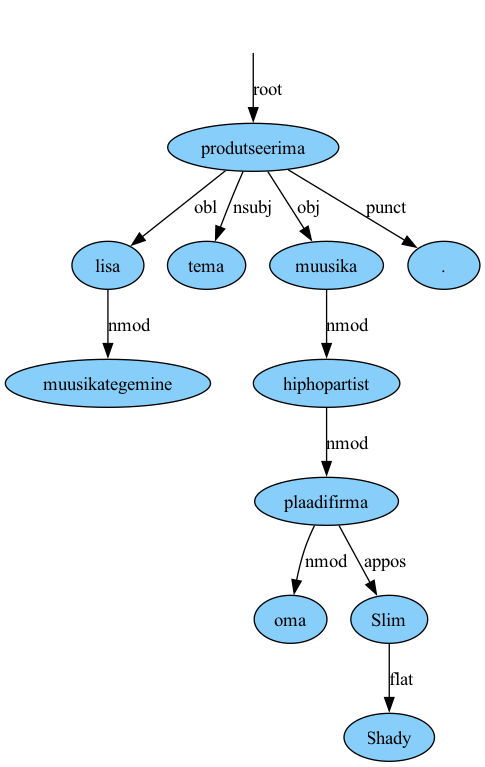 root
produtseerima
obl nsubj obj punct
lisa tema muusika .
nmod nmod
muusikategemine hiphopartist
nmod
plaadifirma
nmod appos
oma Slim
flat
Shady